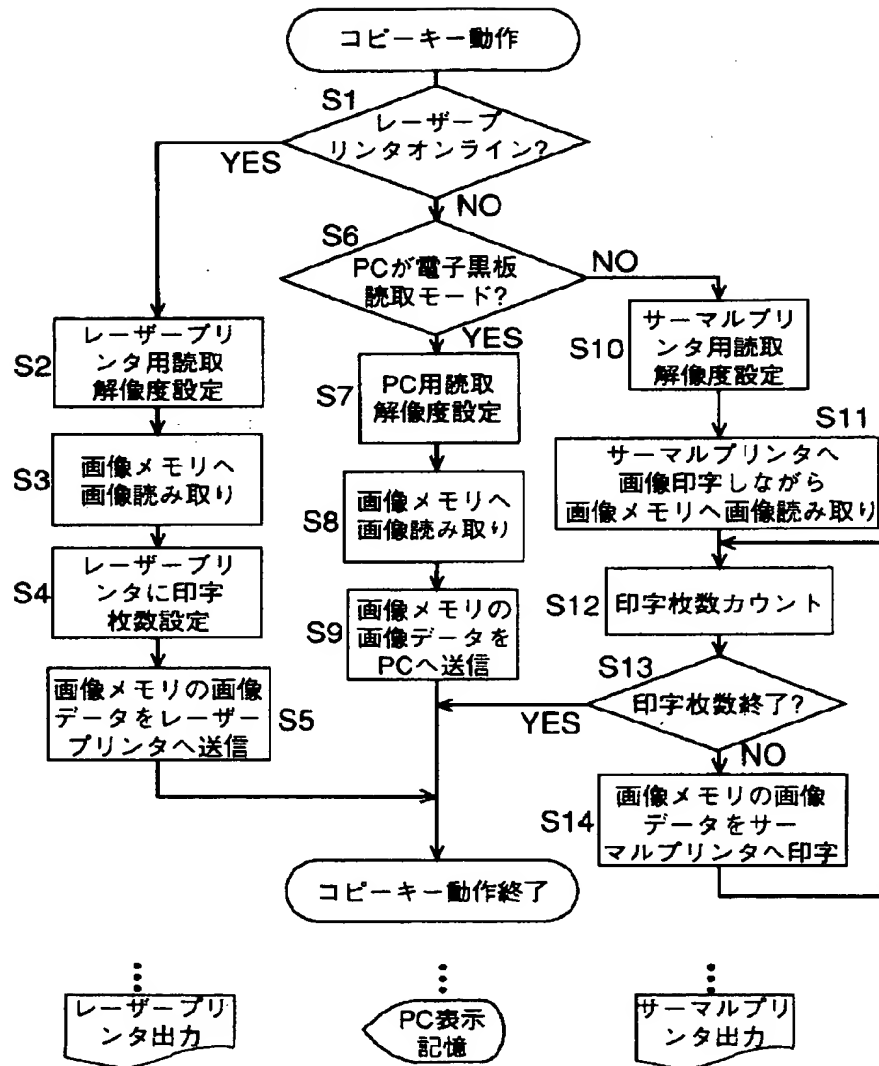 コピーキー動作
S1
レーザープ
リンタオンライン?
YES
NO
S6
PCが電子黒板
読取モード?
NO
YES
S2
レーザープリ
ンタ用読取
解像度設定
S7
PC用読取
解像度設定
S10
サーマルプリ
ンタ用読取
解像度設定
S3
画像メモリへ
画像読み取り
S8
画像メモリへ
画像読み取り
S11
サーマルプリンタへ
画像印字しながら
画像メモリへ画像読み取り
S4
レーザープリ
ンタに印字
枚数設定
S9
画像メモリの
画像データを
PCへ送信
S12
印字枚数カウント
S5
画像メモリの画像
データをレーザー
プリンタへ送信
S13
印字枚数終了?
YES
NO
S14
画像メモリの画像
データをサー
マルプリンタへ印字
コピーキー動作終了
レーザープリ
ンタ出力
PC表示
記憶
サーマルプリ
ンタ出力